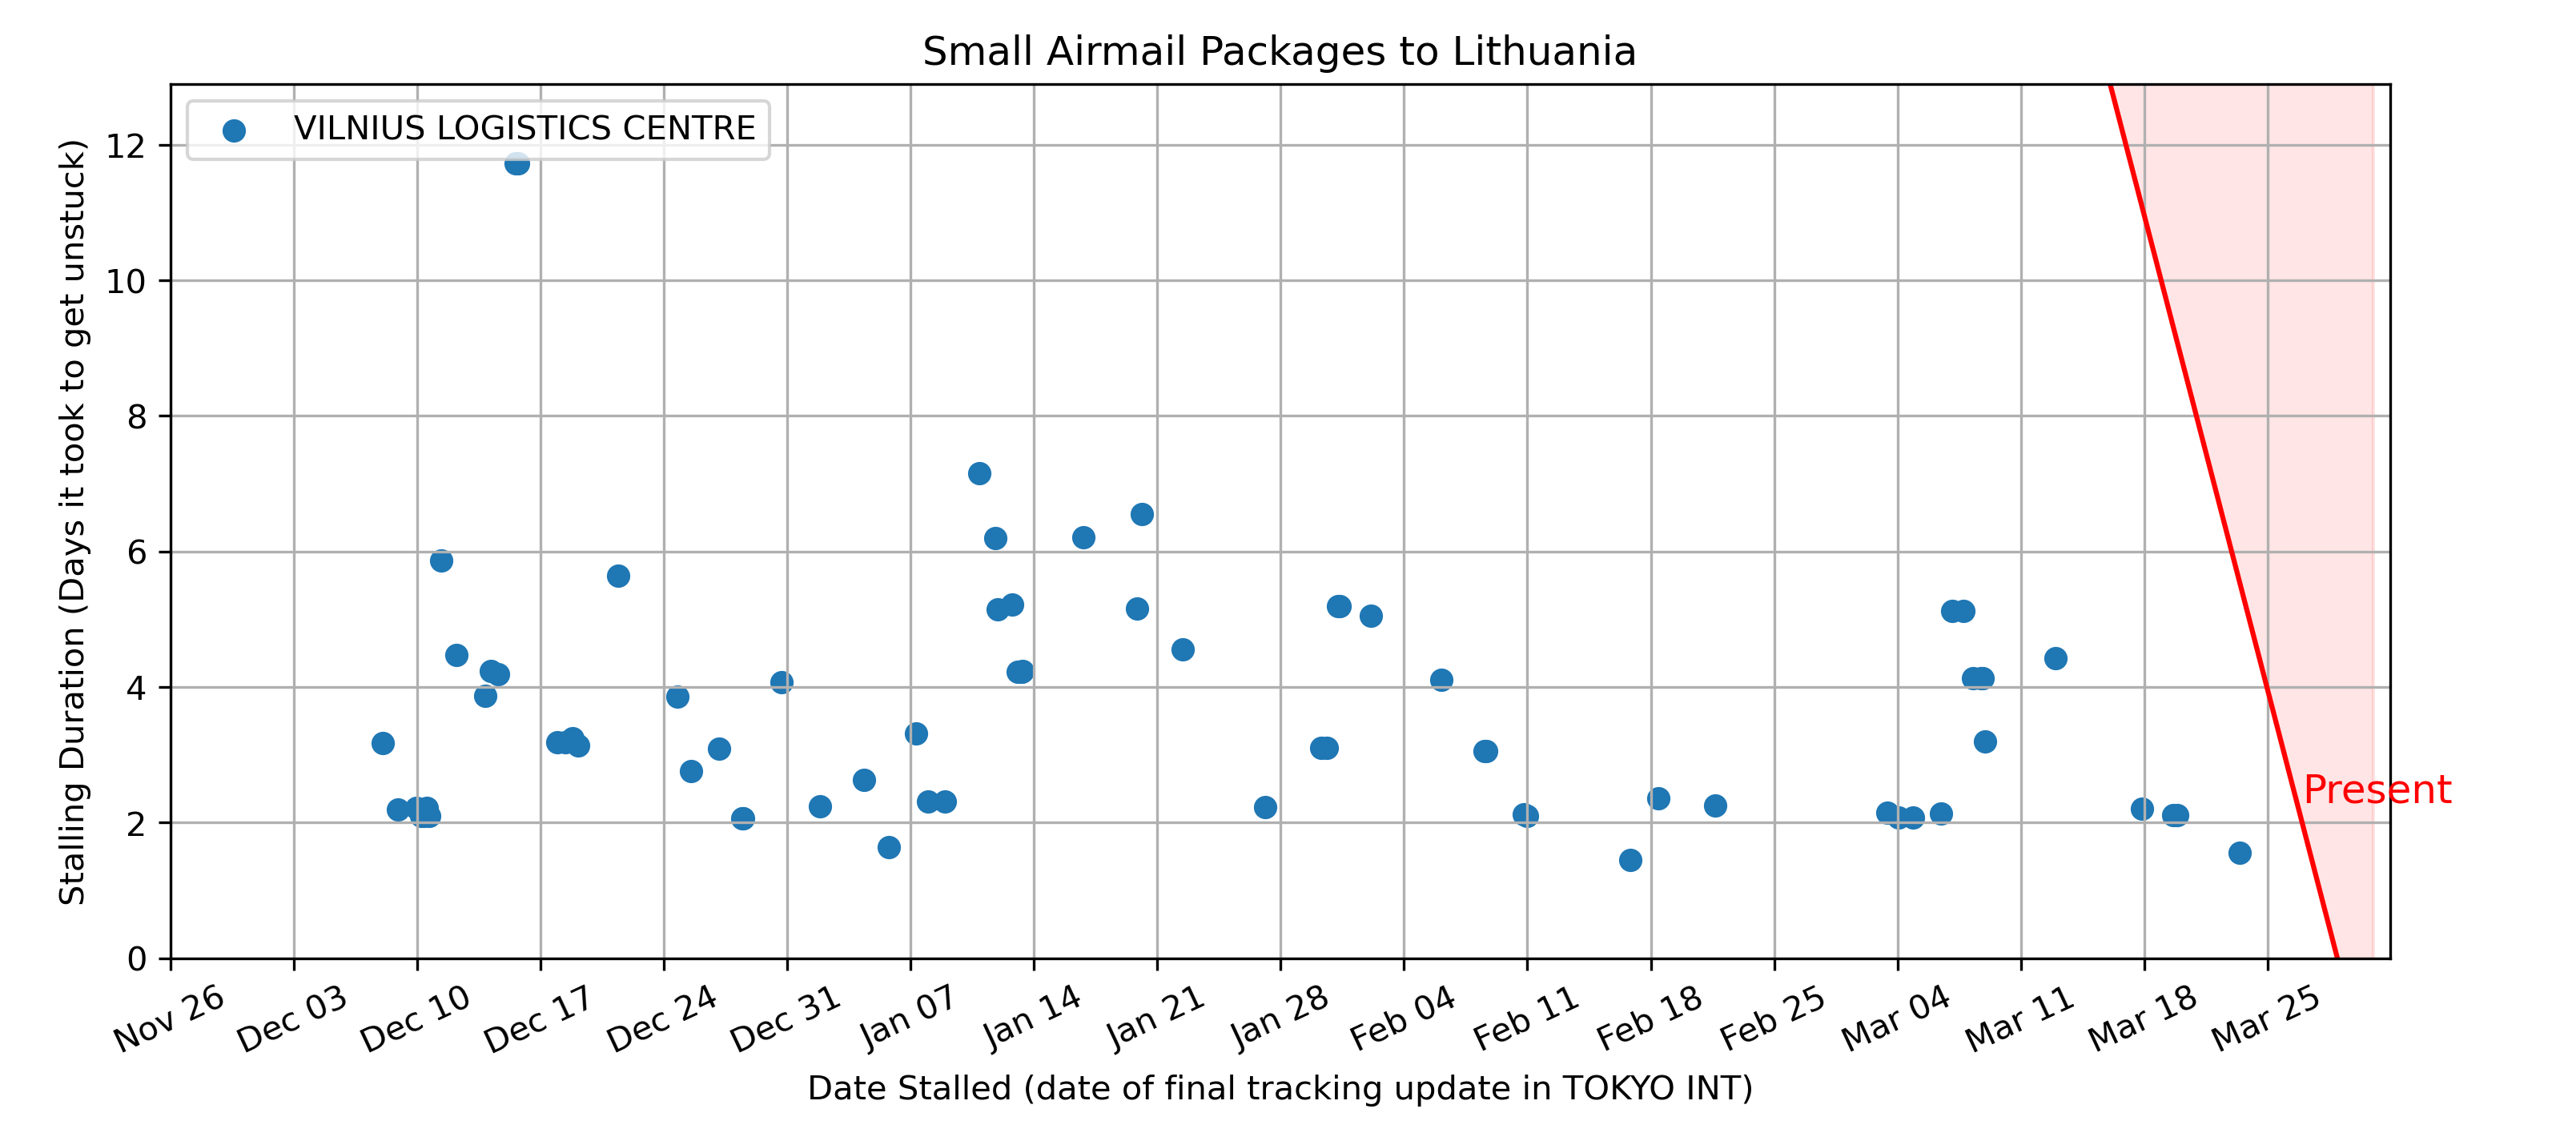 Small Airmail Packages to Lithuania
VILNIUS LOGISTICS CENTRE
Stalling Duration (Days it took to get unstuck)
12
10
8
6
4
2
0
Present
Nov 26
Dec 03
Dec 10
Dec 17
Dec 24
Dec 31
Jan 07
Jan 14
Jan 21
Jan 28
Feb 04
Feb 11
Feb 18
Feb 25
Mar 04
Mar 11
Mar 18
Mar 25
Date Stalled (date of final tracking update in TOKYO INT)